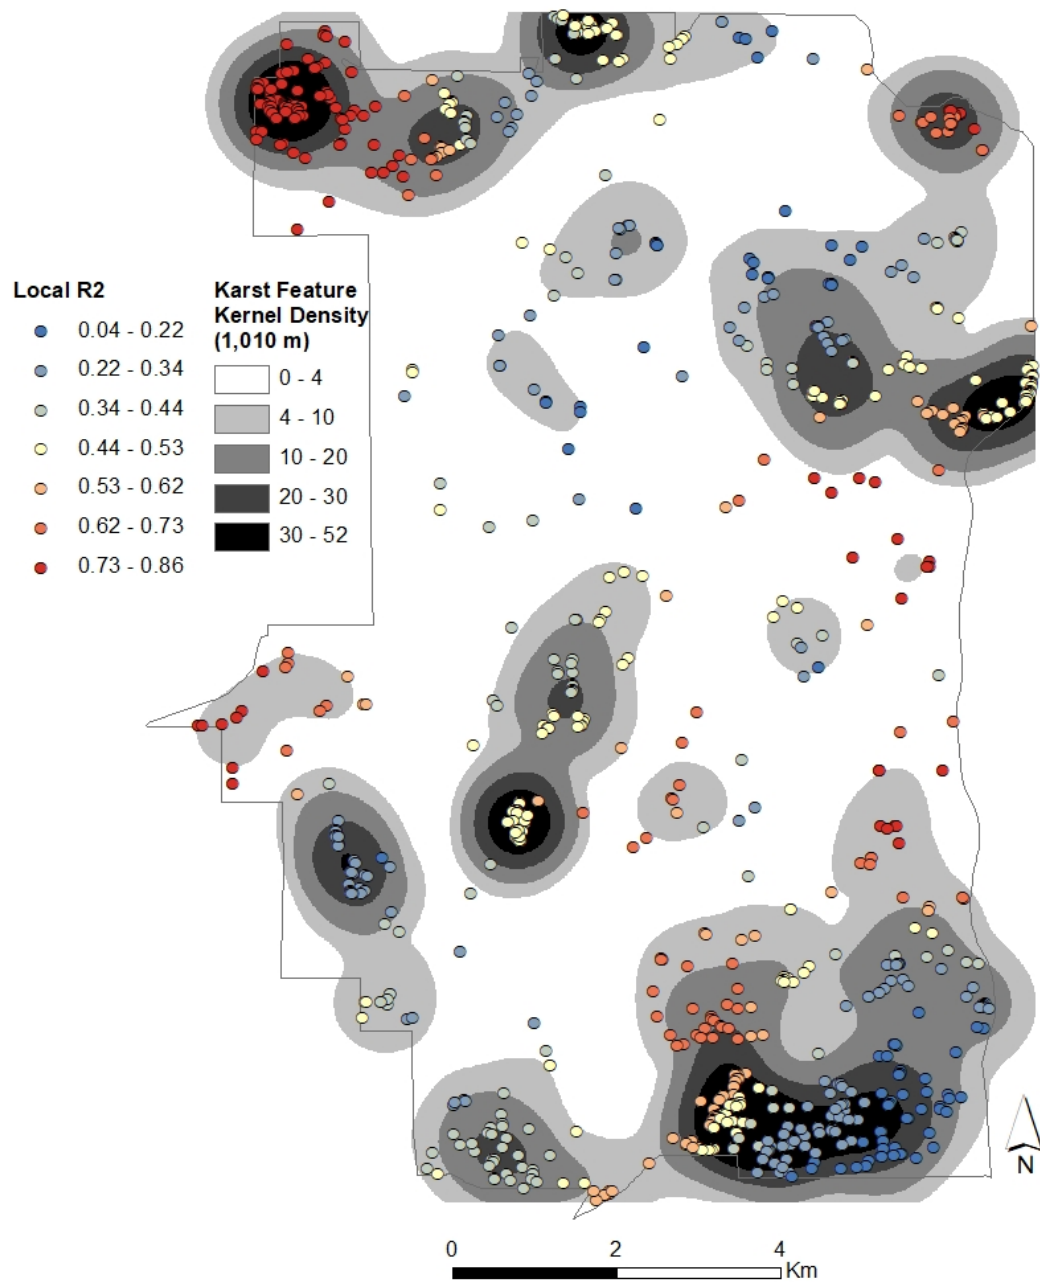 Local R2
0.04 - 0.22
0.22 - 0.34
0.34 - 0.44
0.44 - 0.53
0.53 - 0.62
0.62 - 0.73
0.73 - 0.86
Karst Feature
Kernel Density
(1,010 m)
0 - 4
4 - 10
10 - 20
20 - 30
30 - 52
N
0 2 4
Km